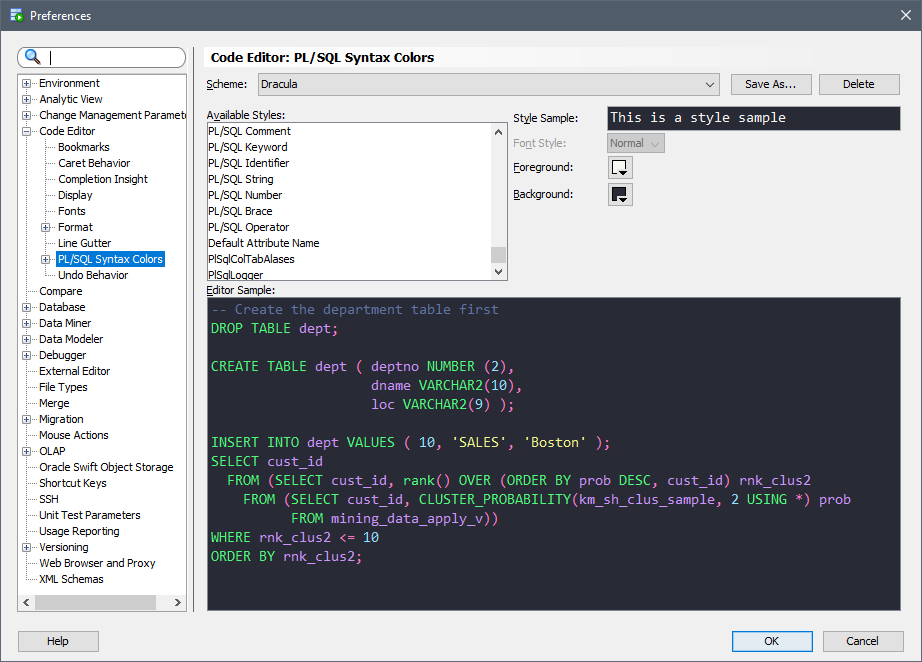 Preferences
Environment
Analytic View
Change Management Paramet
Code Editor
Bookmarks
Caret Behavior
Completion Insight
Display
Fonts
Format
Line Gutter
PL/SQL Syntax Colors
Undo Behavior
Compare
Database
Data Miner
Data Modeler
Debugger
External Editor
File Types
Merge
Migration
Mouse Actions
OLAP
Oracle Swift Object Storage
Shortcut Keys
SSH
Unit Test Parameters
Usage Reporting
Versioning
Web Browser and Proxy
XML Schemas
Code Editor: PL/SQL Syntax Colors
Scheme: Dracula Save As... Delete
Available Styles:
PL/SQL Comment
PL/SQL Keyword
PL/SQL Identifier
PL/SQL String
PL/SQL Number
PL/SQL Brace
PL/SQL Operator
Default Attribute Name
PlSqlColTabAlases
PlSqlLogger
Style Sample: This is a style sample
Font Style: Normal
Foreground:
Background:
Editor Sample:
-- Create the department table first
DROP TABLE dept;
CREATE TABLE dept ( deptno NUMBER (2),
dname VARCHAR2(10),
loc VARCHAR2(9) );
INSERT INTO dept VALUES ( 10, 'SALES', 'Boston' );
SELECT cust_id
FROM (SELECT cust_id, rank() OVER (ORDER BY prob DESC, cust_id) rnk_clus2
FROM (SELECT cust_id, CLUSTER_PROBABILITY(km_sh_clus_sample, 2 USING *) prob
FROM mining_data_apply_v))
WHERE rnk_clus2 <= 10
ORDER BY rnk_clus2;
Help OK Cancel